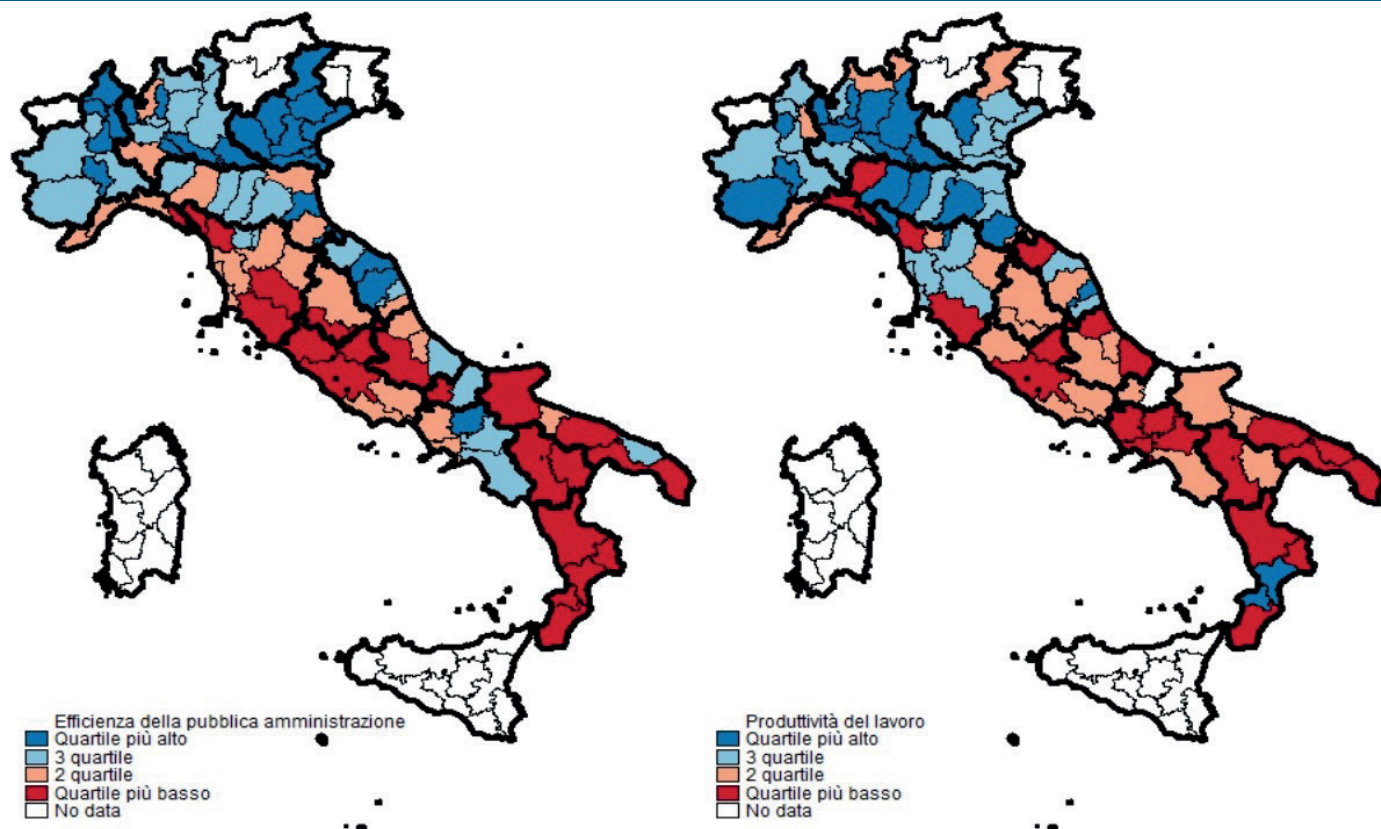 Efficienza della pubblica amministrazione
Quartile più alto
3 quartile
2 quartile
Quartile più basso
No data
Produttività del lavoro
Quartile più alto
3 quartile
2 quartile
Quartile più basso
No data